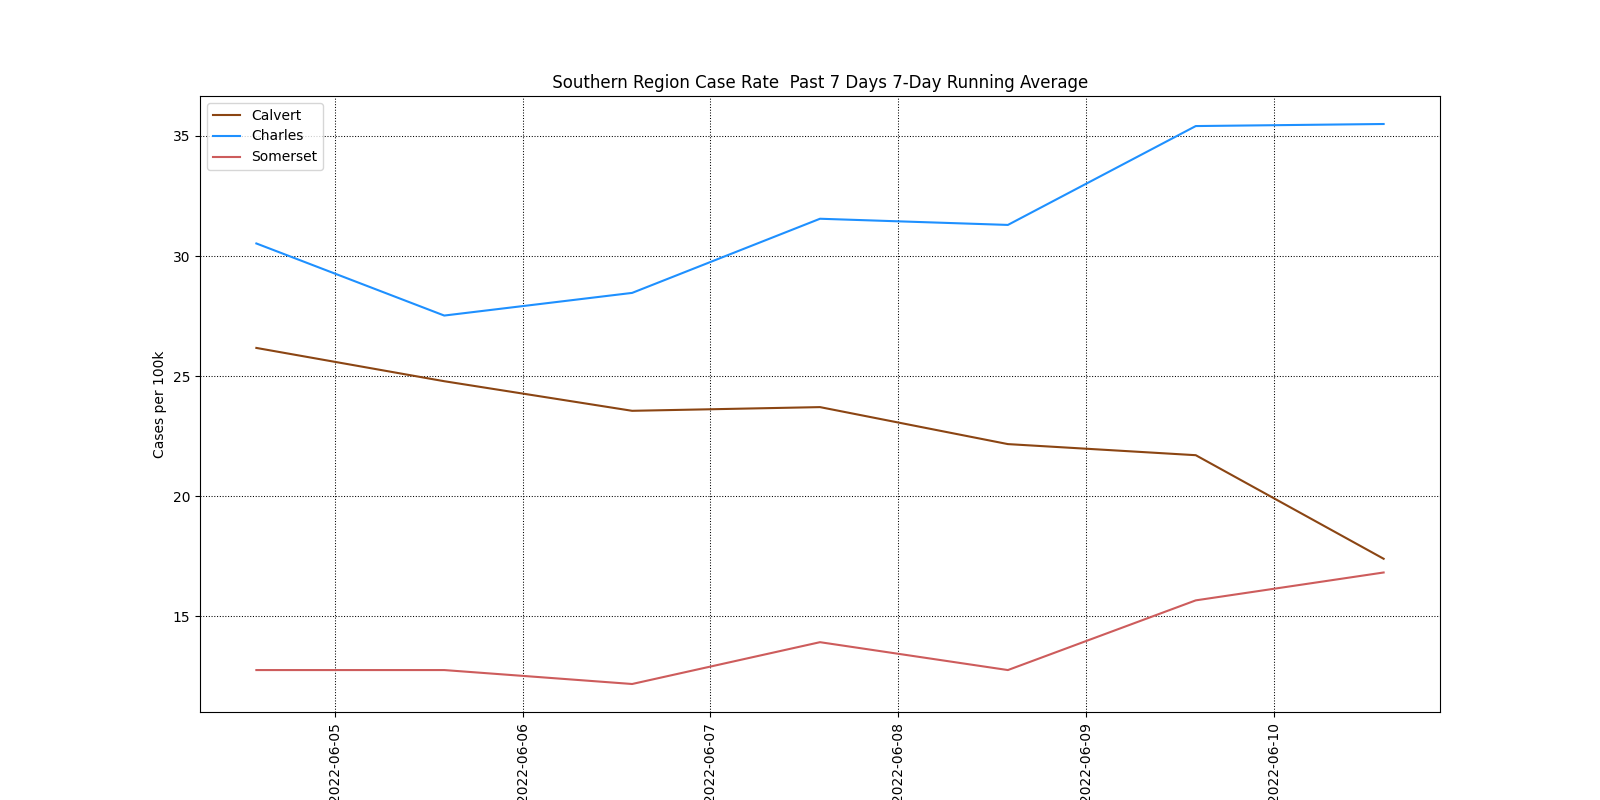 Southern Region Case Rate  Past 7 Days 7-Day Running Average
Calvert
Charles
Somerset
Cases per 100k
35
30
25
20
15
2022-06-05
2022-06-06
2022-06-07
2022-06-08
2022-06-09
2022-06-10